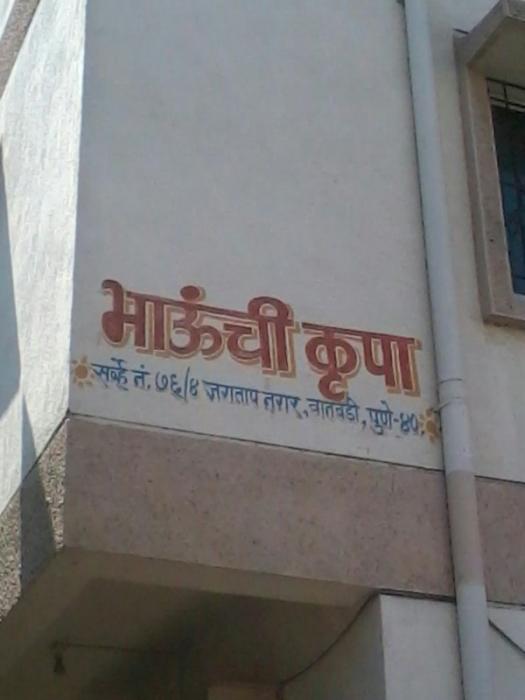 भाऊंची कृपा
सर्व्हे नं. ७६/४ जगताप नगर, वानवडी, पुणे-४०.